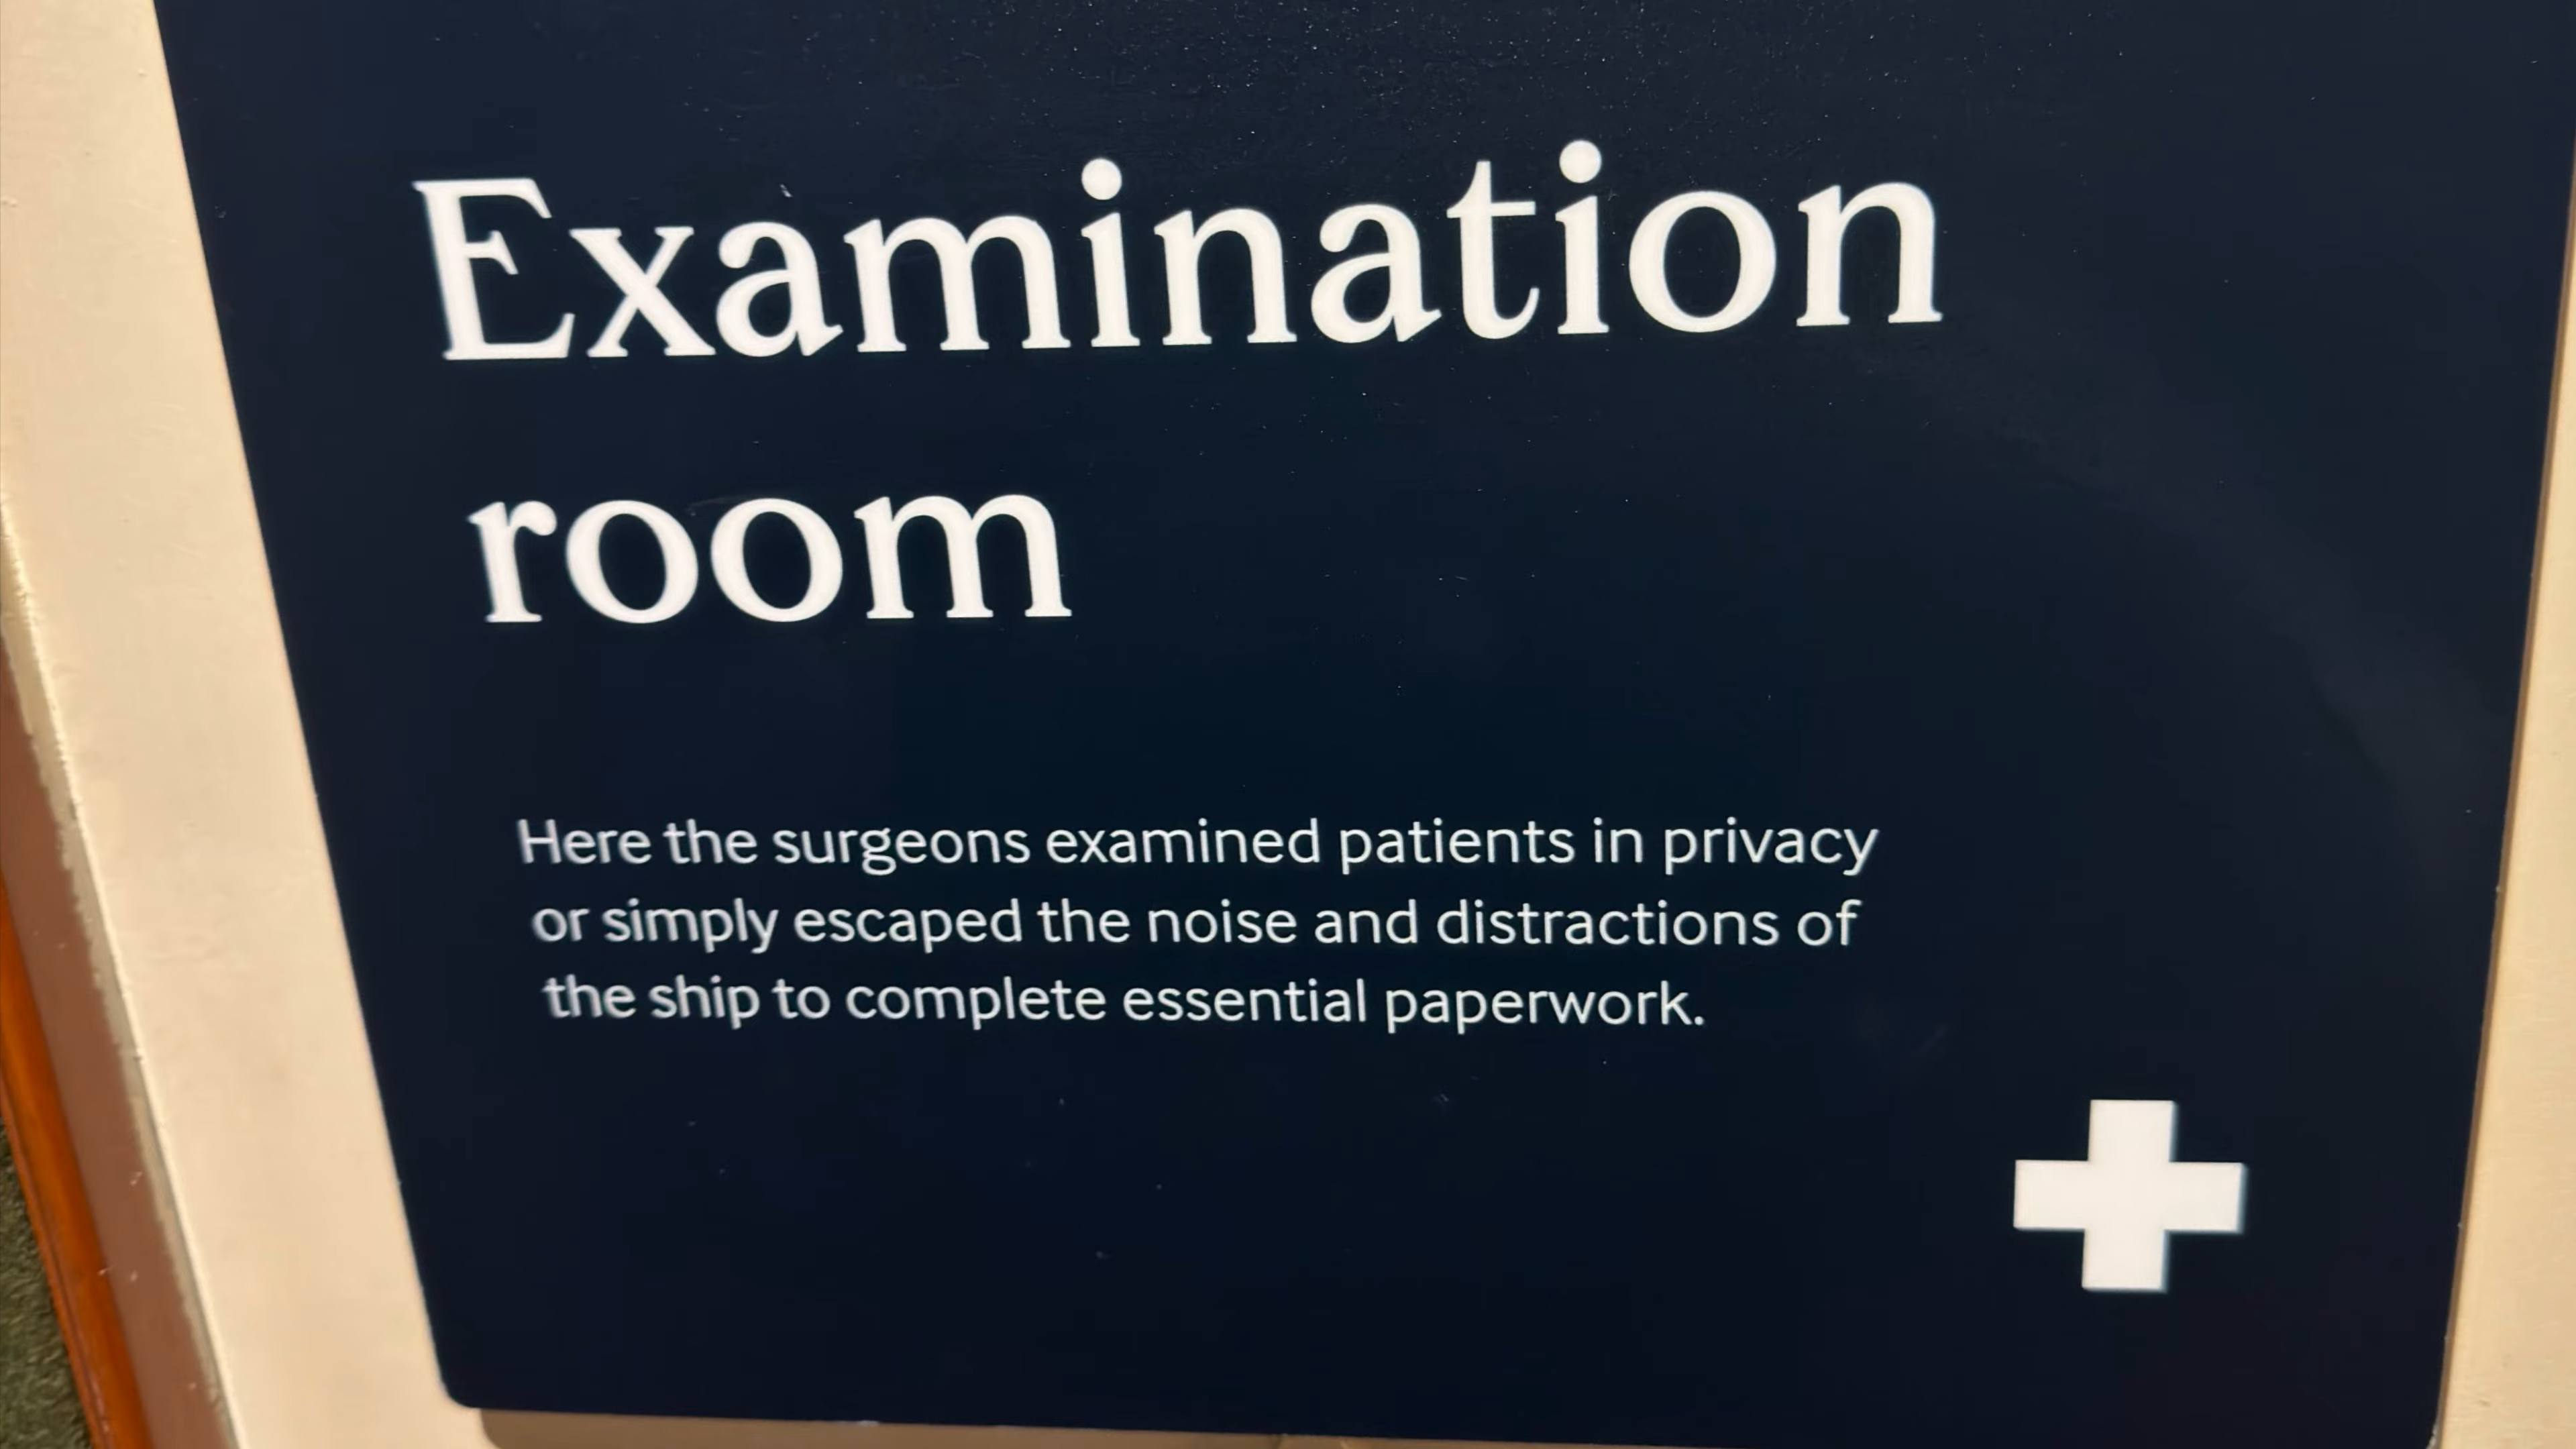 Examination
room
Here the surgeons examined patients in privacy
or simply escaped the noise and distractions of
the ship to complete essential paperwork.